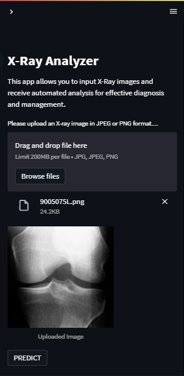 X-Ray Analyzer
This app allows you to input X-Ray images and
receive automated analysis for effective diagnosis
and management.
Please upload an X-ray image in JPEG or PNG format....
Drag and drop file here
Limit 200MB per file • JPG, JPEG, PNG
Browse files
9005075L.png
24.2KB
Uploaded Image
PREDICT